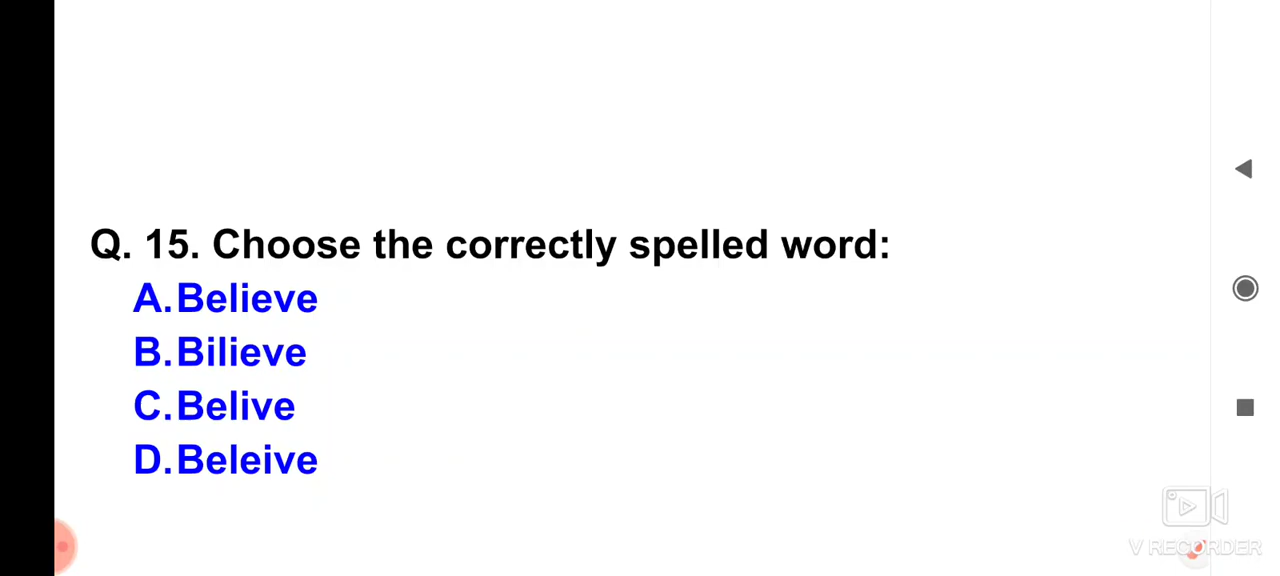 Q. 15. Choose the correctly spelled word:
A.Believe
B.Bilieve
C.Belive
D.Beleive
V RECORDER